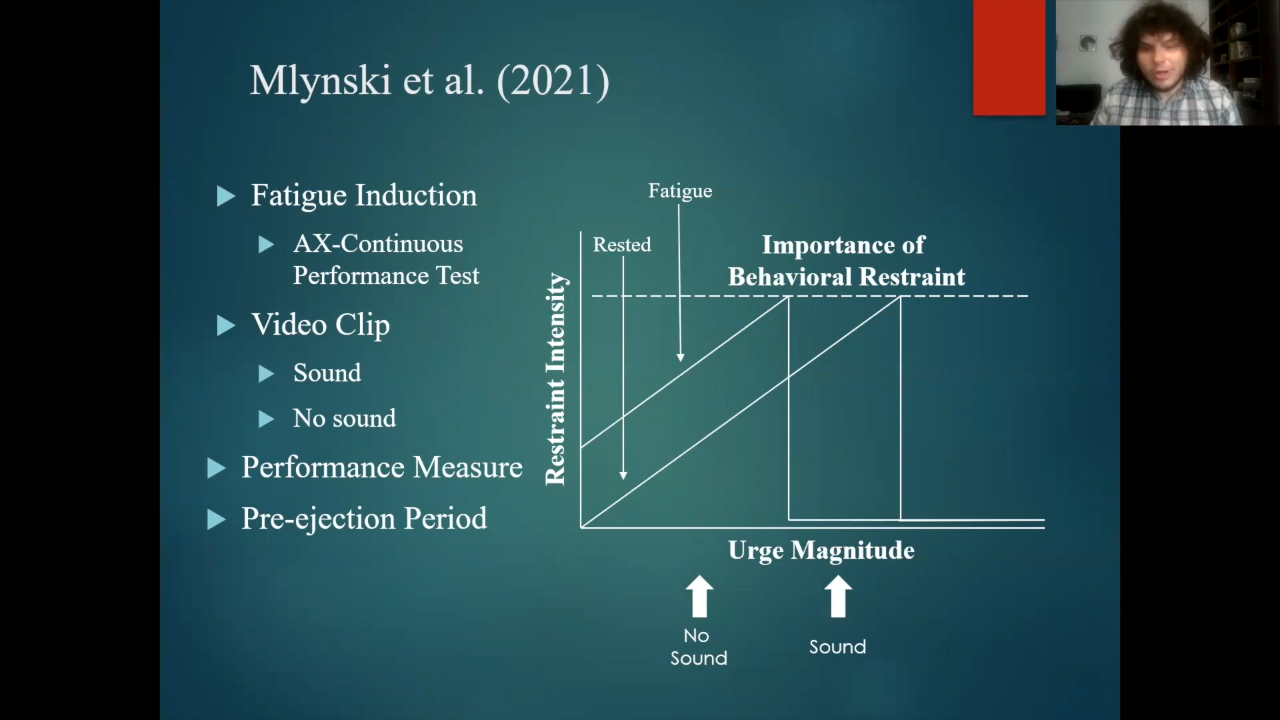 Mlynski et al. (2021)
Fatigue Induction
AX-Continuous
Performance Test
Video Clip
Sound
No sound
Performance Measure
Pre-ejection Period
Fatigue
Rested
Importance of
Behavioral Restraint
Restraint Intensity
Urge Magnitude
No
Sound
Sound